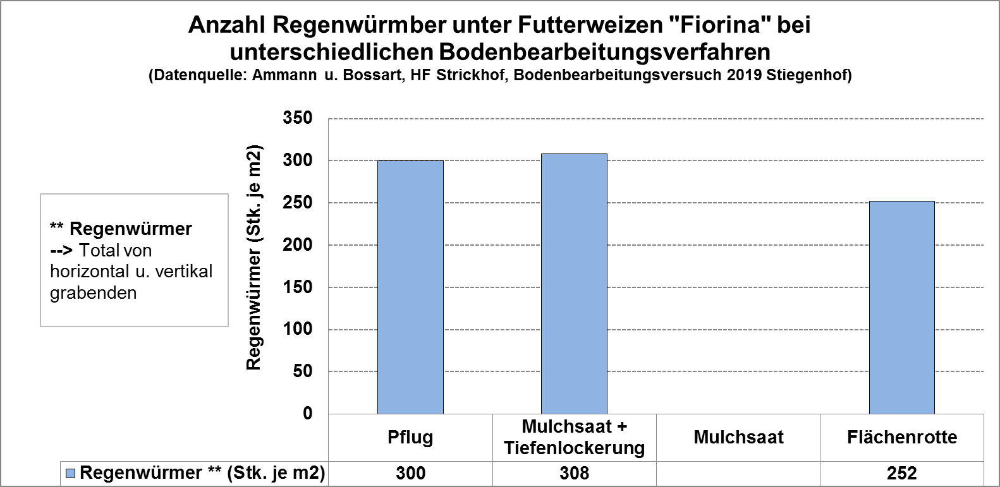 Anzahl Regenwürmber unter Futterweizen "Fiorina" bei
unterschiedlichen Bodenbearbeitungsverfahren
(Datenquelle: Ammann u. Bossart, HF Strickhof, Bodenbearbeitungsversuch 2019 Stiegenhof)
** Regenwürmer
--> Total von
horizontal u. vertikal
grabenden
Regenwürmer (Stk. je m2)
350
300
250
200
150
100
50
0
Pflug
Mulchsaat +
Tiefenlockerung
Mulchsaat
Flächenrotte
Regenwürmer ** (Stk. je m2) 300 308 252